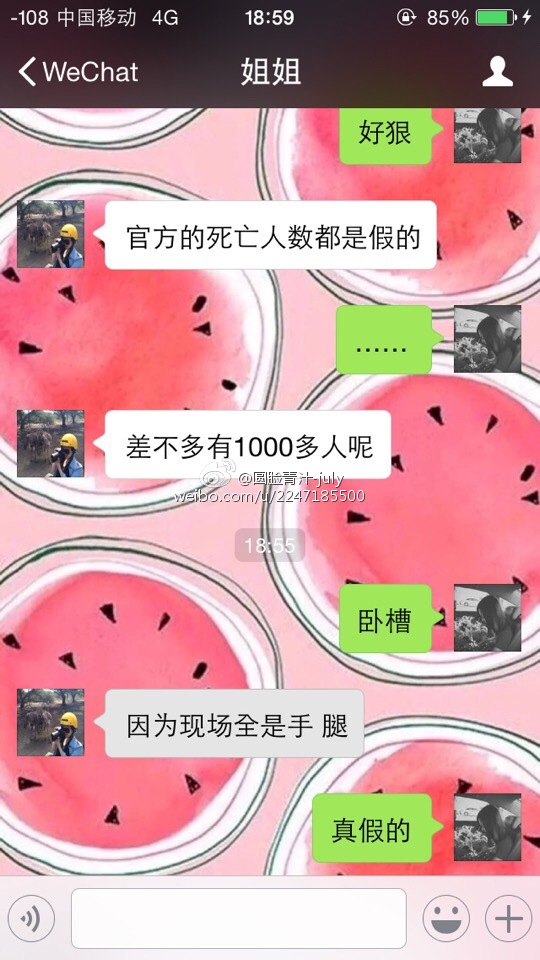 -108 中国移动 4G 18:59 85%
WeChat 姐姐
好狠
官方的死亡人数都是假的
......
差不多有1000多人呢
@圆脸青汁-july
weibo.com/u/2247185500
18:55
卧槽
因为现场全是手 腿
真假的